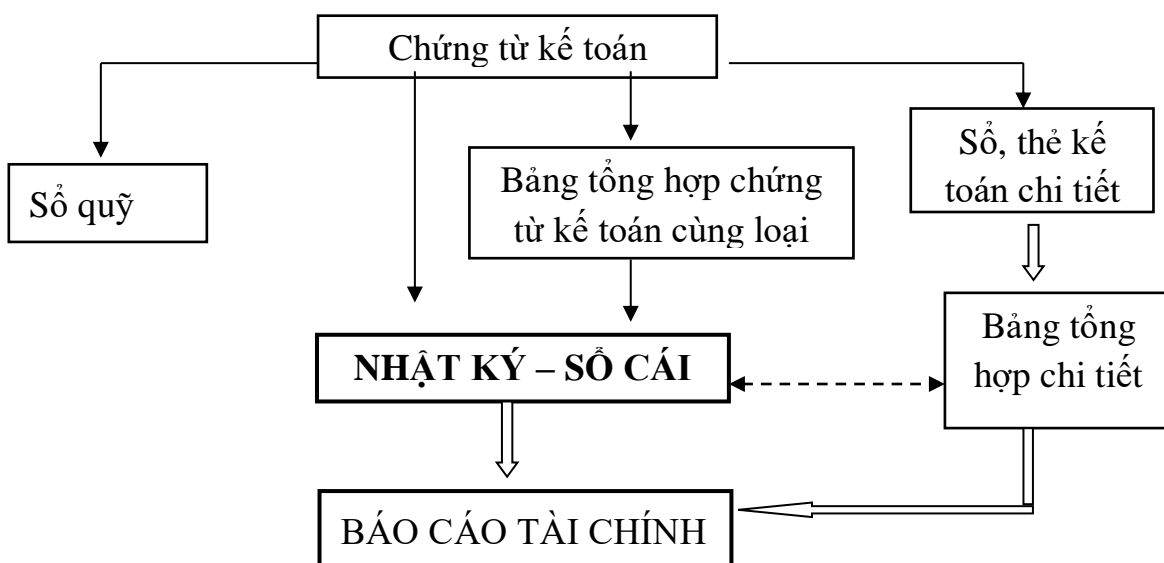 Chứng từ kế toán
Sổ quỹ
Bảng tổng hợp chứng
từ kế toán cùng loại
Sổ, thẻ kế
toán chi tiết
NHẬT KÝ – SỔ CÁI
Bảng tổng
hợp chi tiết
BÁO CÁO TÀI CHÍNH